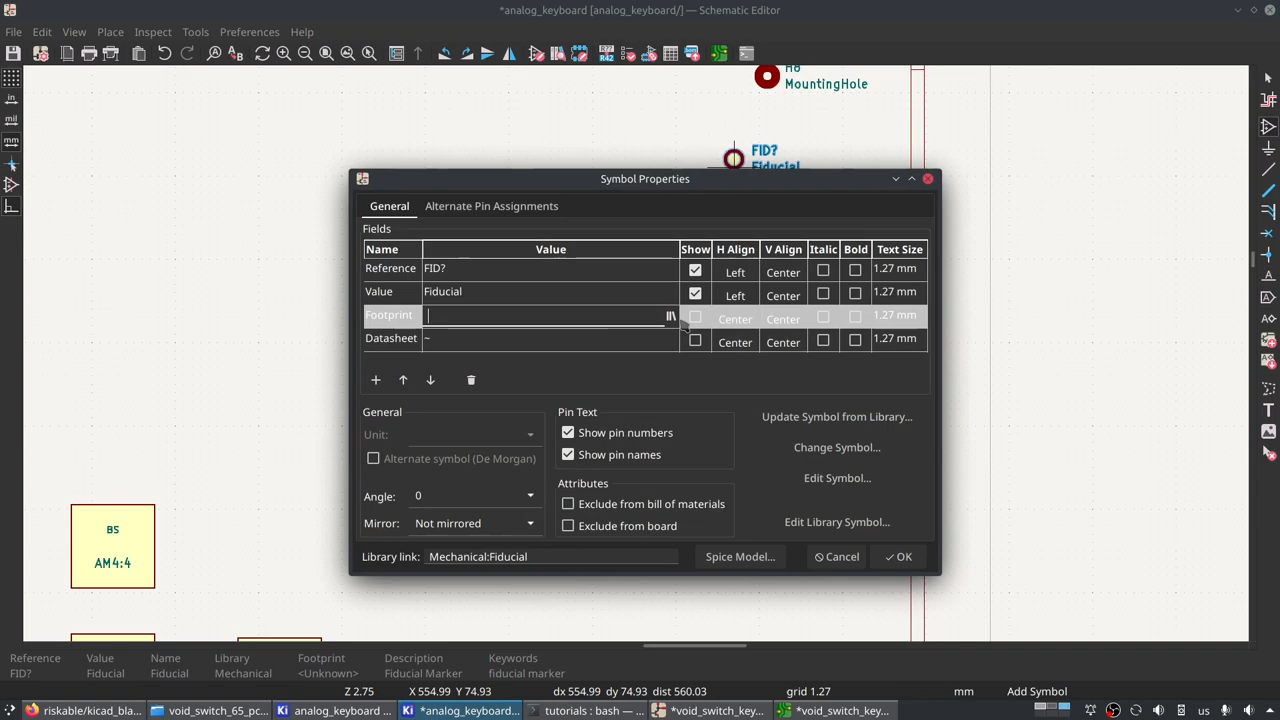 *analog_keyboard [analog_keyboard/] — Schematic Editor
File Edit View Place Inspect Tools Preferences Help
in
mil
mm
R??
R42
H8
MountingHole
FID?
Fiducial
Symbol Properties
General Alternate Pin Assignments
Fields
Name Value Show H Align V Align Italic Bold Text Size
Reference FID? Left Center 1.27 mm
Value Fiducial Left Center 1.27 mm
Footprint Center Center 1.27 mm
Datasheet ~ Center Center 1.27 mm
General
Unit:
Alternate symbol (De Morgan)
Angle: 0
Mirror: Not mirrored
Pin Text
Show pin numbers
Show pin names
Attributes
Exclude from bill of materials
Exclude from board
Update Symbol from Library...
Change Symbol...
Edit Symbol...
Edit Library Symbol...
Library link: Mechanical:Fiducial
Spice Model... Cancel OK
B5
AM4:4
Reference Value Name Library Footprint Description Keywords
FID? Fiducial Fiducial Mechanical <Unknown> Fiducial Marker fiducial marker
Z 2.75 X 554.99 Y 74.93 dx 554.99 dy 74.93 dist 560.03 grid 1.27 mm Add Symbol
riskable/kicad_bla... void_switch_65_pc... analog_keyboard ... *analog_keyboard... tutorials : bash — ... *void_switch_key... *void_switch_key... us